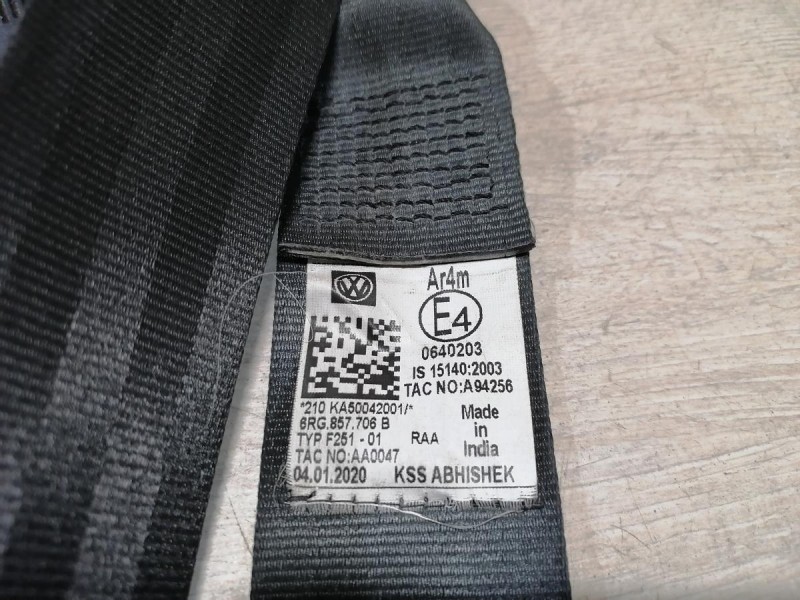 Ar4m
E4
0640203
IS 15140:2003
TAC NO:A94256
*210 KA50042001/*
6RG.857.706 B
TYP F251 - 01 RAA
TAC NO:AA0047
04.01.2020
Made
in
India
KSS ABHISHEK